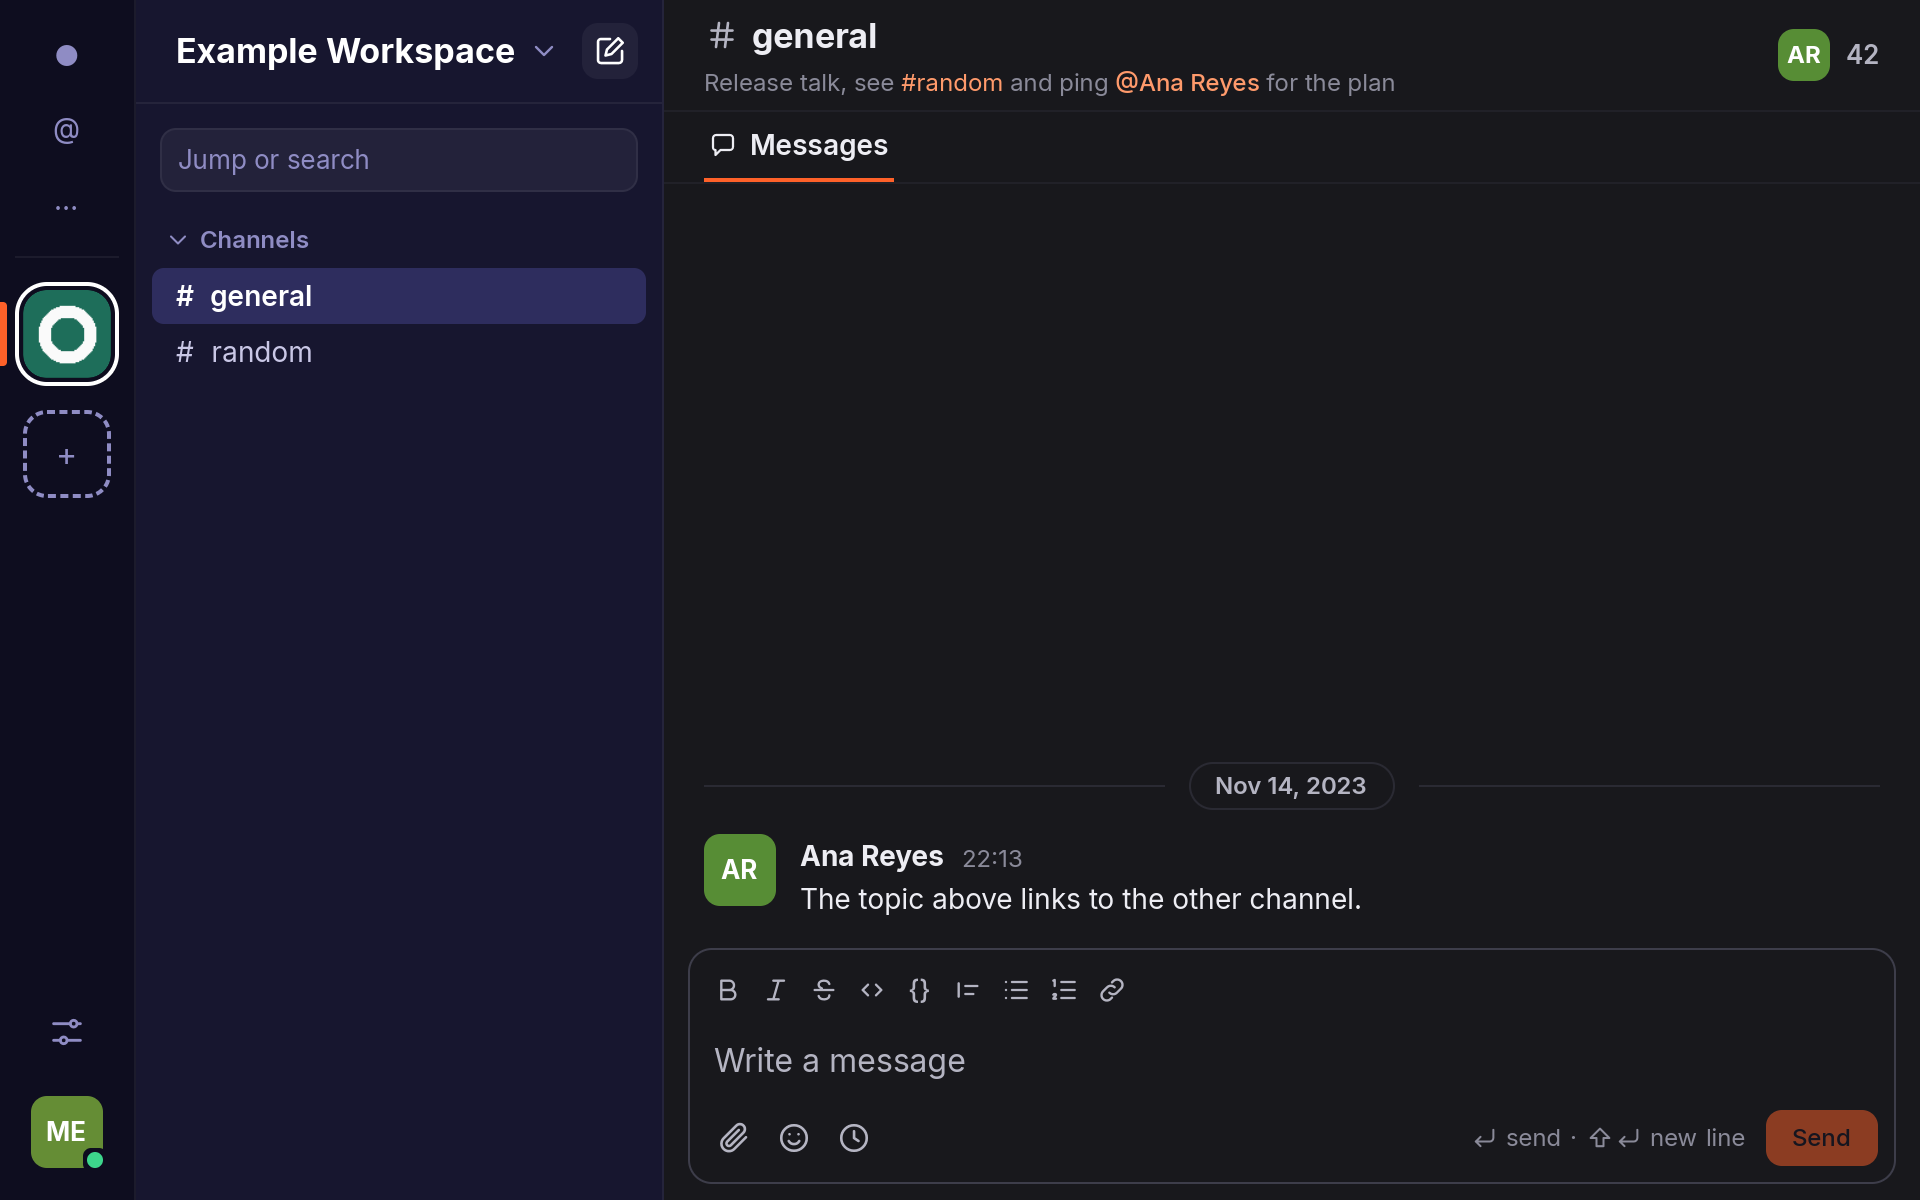 @
...
+
ME
Example Workspace
Jump or search
Channels
# general
# random
# general
Release talk, see #random and ping @Ana Reyes for the plan
AR 42
Messages
Nov 14, 2023
AR
Ana Reyes 22:13
The topic above links to the other channel.
Write a message
send · new line
Send